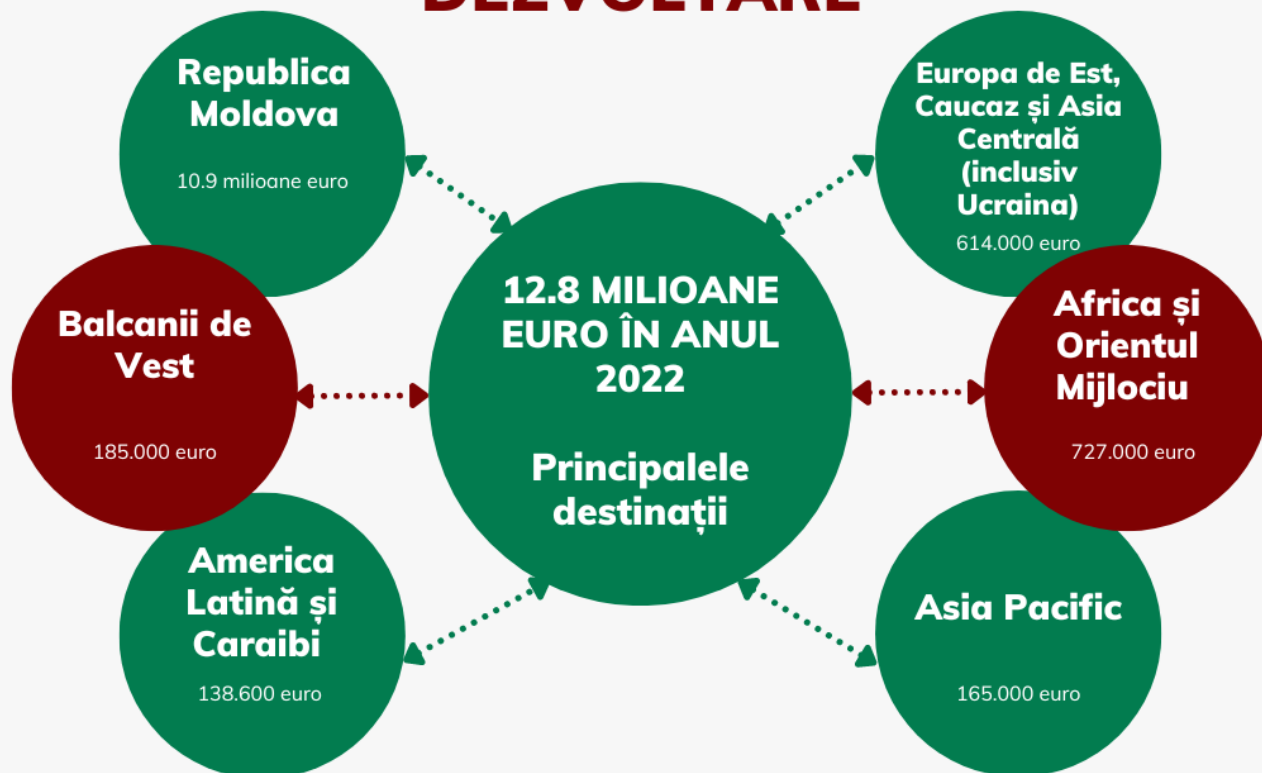 DEZVOLTARE
Republica
Moldova
10.9 milioane euro
Europa de Est,
Caucaz și Asia
Centrală
(inclusiv
Ucraina)
614.000 euro
12.8 MILIOANE
EURO ÎN ANUL
2022
Principalele
destinații
Balcanii de
Vest
185.000 euro
Africa și
Orientul
Mijlociu
727.000 euro
America
Latină și
Caraibi
138.600 euro
Asia Pacific
165.000 euro